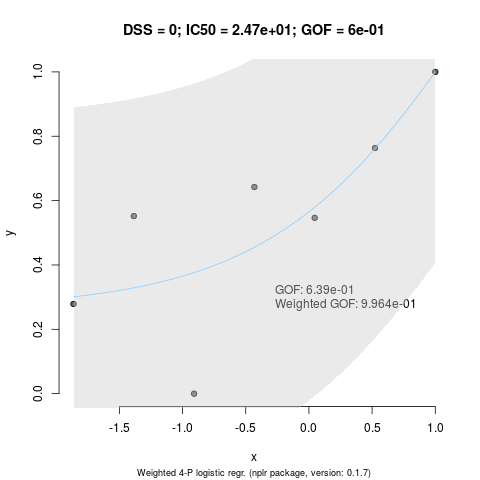 DSS = 0; IC50 = 2.47e+01; GOF = 6e-01
1.0
0.8
0.6
0.4
0.2
0.0
y
GOF: 6.39e-01
Weighted GOF: 9.964e-01
-1.5 -1.0 -0.5 0.0 0.5 1.0
x
Weighted 4-P logistic regr. (nplr package, version: 0.1.7)